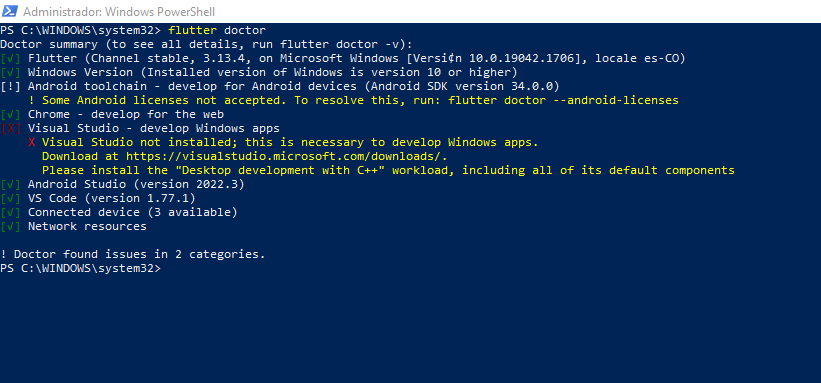 Administrador: Windows PowerShell
PS C:\WINDOWS\system32> flutter doctor
Doctor summary (to see all details, run flutter doctor -v):
[√] Flutter (Channel stable, 3.13.4, on Microsoft Windows [Versi¢n 10.0.19042.1706], locale es-CO)
[√] Windows Version (Installed version of Windows is version 10 or higher)
[!] Android toolchain - develop for Android devices (Android SDK version 34.0.0)
    ! Some Android licenses not accepted. To resolve this, run: flutter doctor --android-licenses
[√] Chrome - develop for the web
[X] Visual Studio - develop Windows apps
    X Visual Studio not installed; this is necessary to develop Windows apps.
      Download at https://visualstudio.microsoft.com/downloads/.
      Please install the "Desktop development with C++" workload, including all of its default components
[√] Android Studio (version 2022.3)
[√] VS Code (version 1.77.1)
[√] Connected device (3 available)
[√] Network resources

! Doctor found issues in 2 categories.
PS C:\WINDOWS\system32>